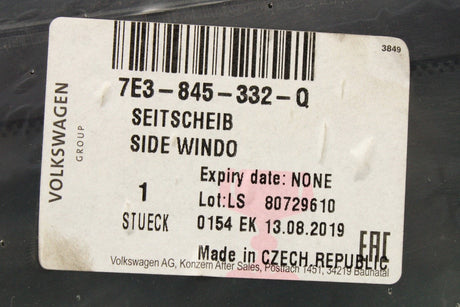 3849
VOLKSWAGEN
GROUP
7E3-845-332-Q
SEITSCHEIB
SIDE WINDO
Expiry date: NONE
1 Lot:LS 80729610
STUECK 0154 EK 13.08.2019
EAC
Made in CZECH REPUBLIC
Volkswagen AG, Konzern After Sales, Postfach 1451, 34219 Baunatal